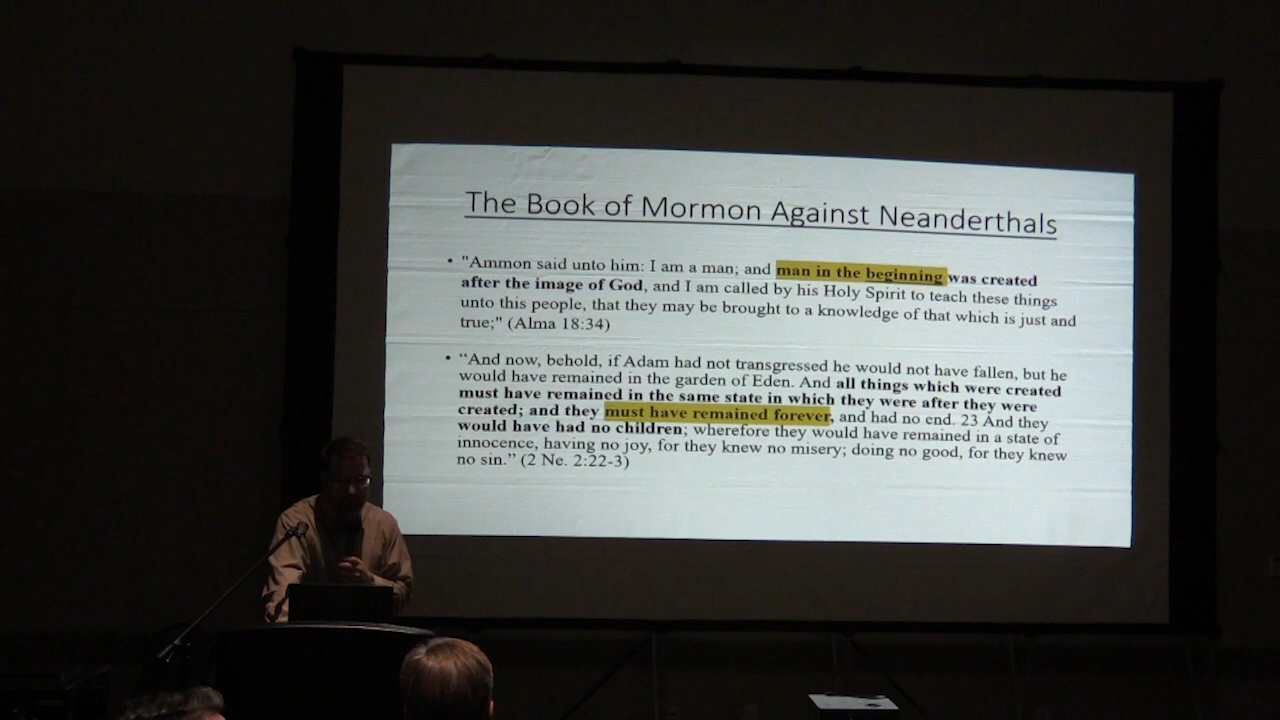 The Book of Mormon Against Neanderthals
• "Ammon said unto him: I am a man; and man in the beginning was created
after the image of God, and I am called by his Holy Spirit to teach these things
unto this people, that they may be brought to a knowledge of that which is just and
true;" (Alma 18:34)
• “And now, behold, if Adam had not transgressed he would not have fallen, but he
would have remained in the garden of Eden. And all things which were created
must have remained in the same state in which they were after they were
created; and they must have remained forever, and had no end. 23 And they
would have had no children; wherefore they would have remained in a state of
innocence, having no joy, for they knew no misery; doing no good, for they knew
no sin.” (2 Ne. 2:22-3)